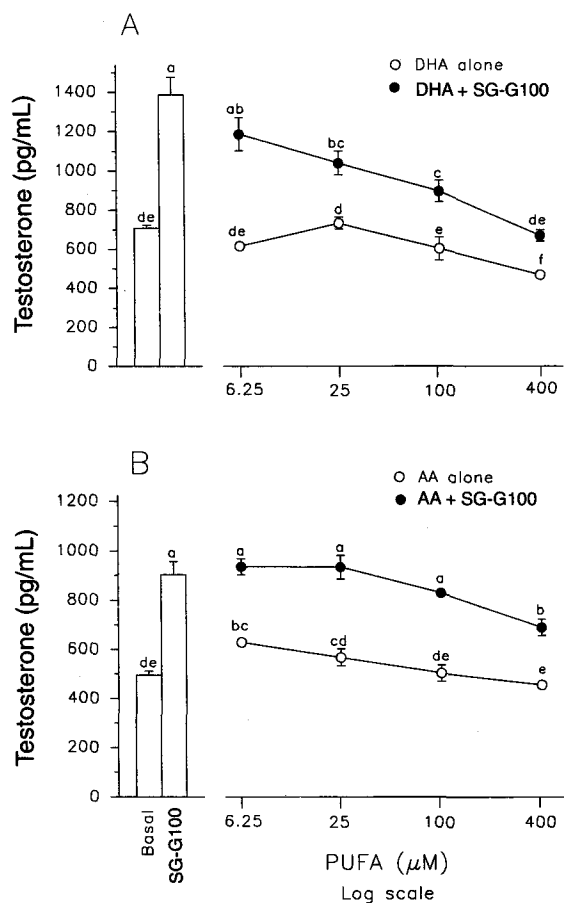 A
DHA alone
DHA + SG-G100
Testosterone (pg/mL)
1400
1200
1000
800
600
400
200
0
de
a
ab
bc
c
de
de
d
e
f
6.25
25
100
400
B
AA alone
AA + SG-G100
Testosterone (pg/mL)
1200
1000
800
600
400
200
0
de
a
a
a
a
b
bc
cd
de
e
6.25
25
100
400
Basal
SG-G100
PUFA (μM)
Log scale